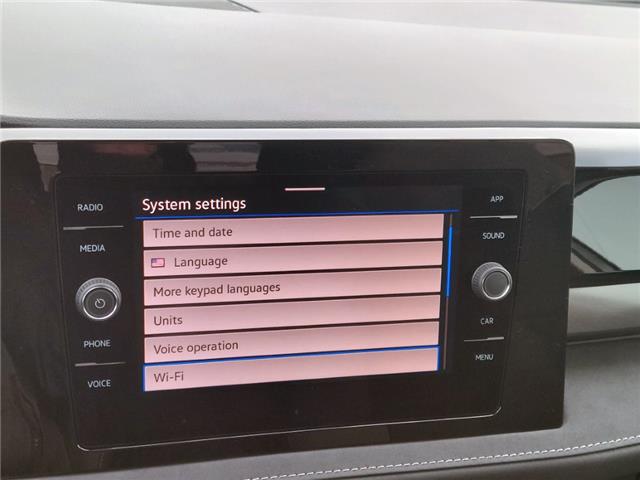 System settings
Time and date
Language
More keypad languages
Units
Voice operation
Wi-Fi
RADIO
MEDIA
PHONE
VOICE
APP
SOUND
CAR
MENU